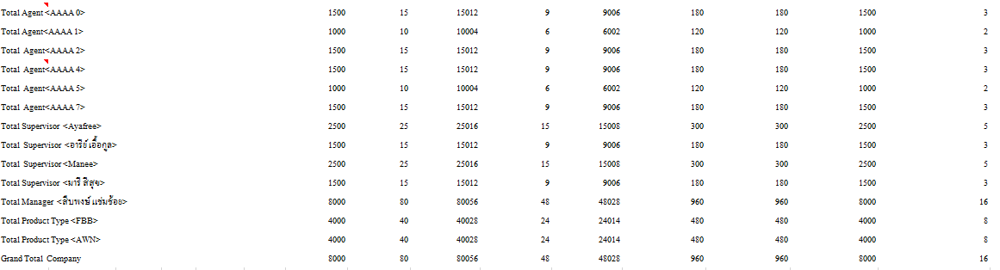 Total Agent <AAAA 0> 1500 15 15012 9 9006 180 180 1500 3
Total Agent<AAAA 1> 1000 10 10004 6 6002 120 120 1000 2
Total Agent<AAAA 2> 1500 15 15012 9 9006 180 180 1500 3
Total Agent<AAAA 4> 1500 15 15012 9 9006 180 180 1500 3
Total Agent<AAAA 5> 1000 10 10004 6 6002 120 120 1000 2
Total Agent<AAAA 7> 1500 15 15012 9 9006 180 180 1500 3
Total Supervisor <Ayafree> 2500 25 25016 15 15008 300 300 2500 5
Total Supervisor <อารีย์ เอื้อกูล> 1500 15 15012 9 9006 180 180 1500 3
Total Supervisor <Manee> 2500 25 25016 15 15008 300 300 2500 5
Total Supervisor <มารี สีสุข> 1500 15 15012 9 9006 180 180 1500 3
Total Manager <สืบพงษ์ แช่มช้อย> 8000 80 80056 48 48028 960 960 8000 16
Total Product Type <FBB> 4000 40 40028 24 24014 480 480 4000 8
Total Product Type <AWN> 4000 40 40028 24 24014 480 480 4000 8
Grand Total Company 8000 80 80056 48 48028 960 960 8000 16